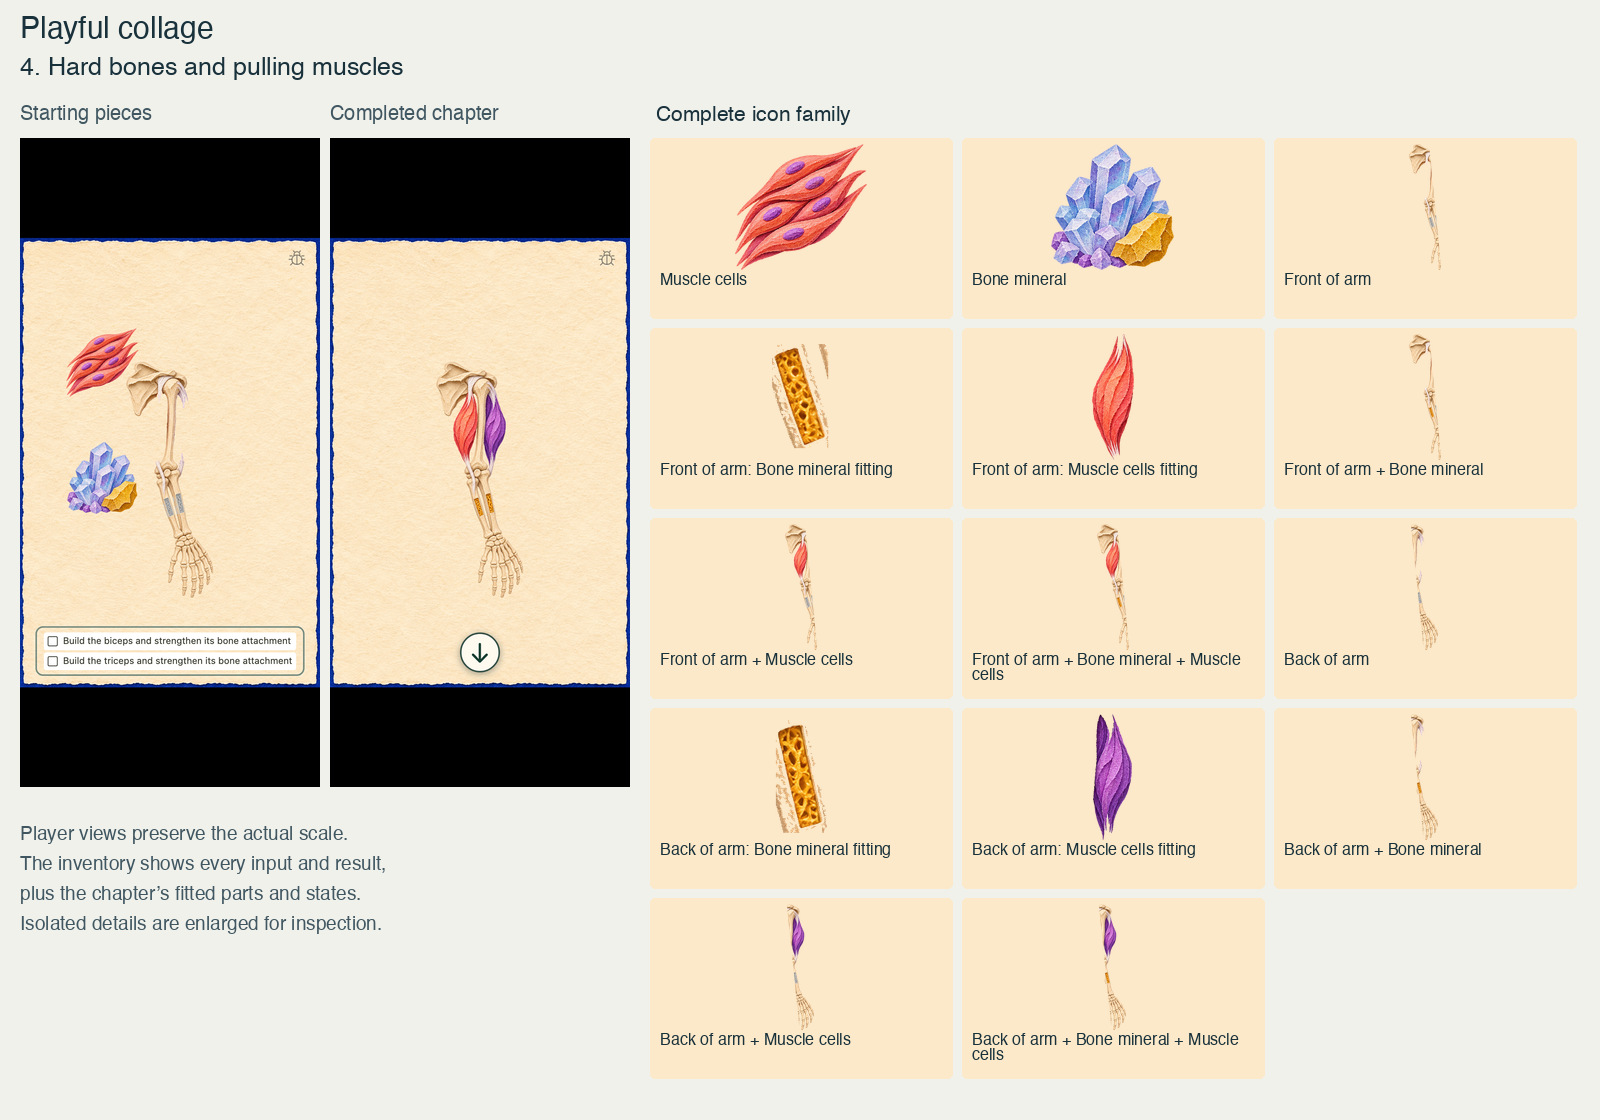 Playful collage
4. Hard bones and pulling muscles
Starting pieces
Completed chapter
Complete icon family
Build the biceps and strengthen its bone attachment
Build the triceps and strengthen its bone attachment
Player views preserve the actual scale.
The inventory shows every input and result,
plus the chapter’s fitted parts and states.
Isolated details are enlarged for inspection.
Muscle cells
Bone mineral
Front of arm
Front of arm: Bone mineral fitting
Front of arm: Muscle cells fitting
Front of arm + Bone mineral
Front of arm + Muscle cells
Front of arm + Bone mineral + Muscle
cells
Back of arm
Back of arm: Bone mineral fitting
Back of arm: Muscle cells fitting
Back of arm + Bone mineral
Back of arm + Muscle cells
Back of arm + Bone mineral + Muscle
cells